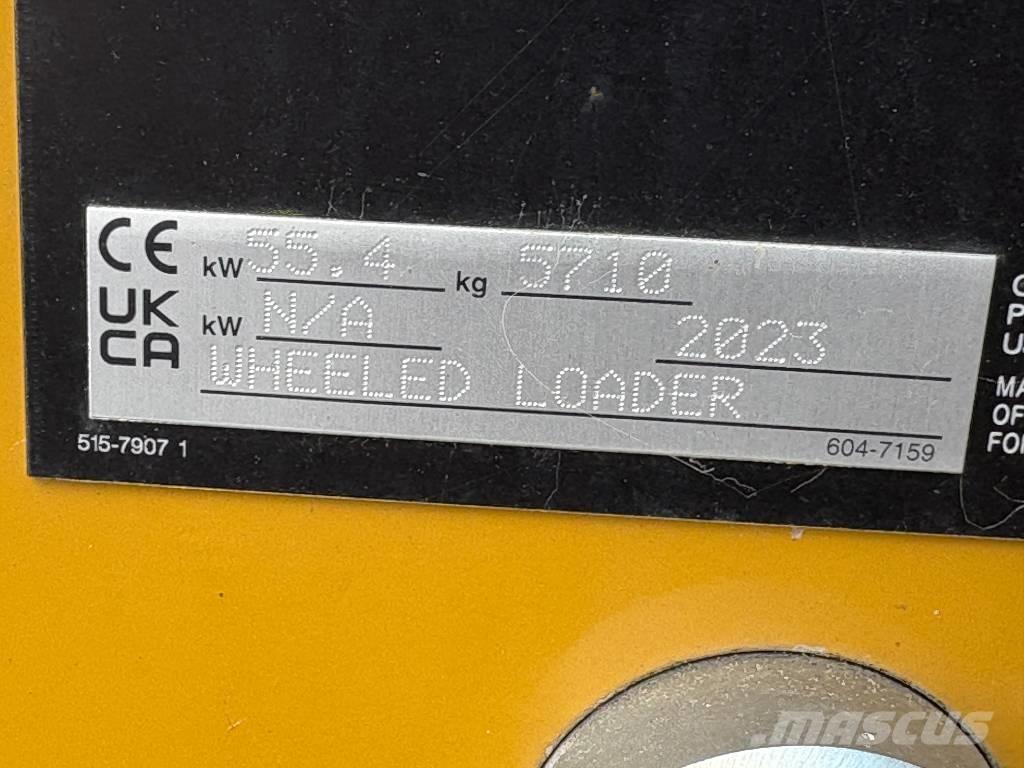 CE kW 55.4 kg 5710
UK
CA kW N/A 2023
WHEELED LOADER
604-7159
515-7907 1
MA
OF
FOR
MASCUS